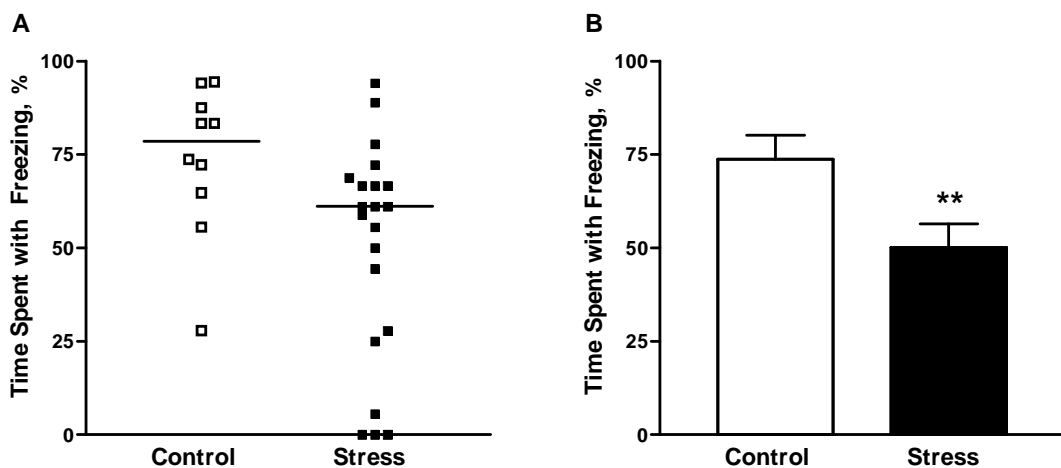 A
Time Spent with Freezing, %
100
75
50
25
0
Control
Stress
B
Time Spent with Freezing, %
100
75
50
25
0
**
Control
Stress